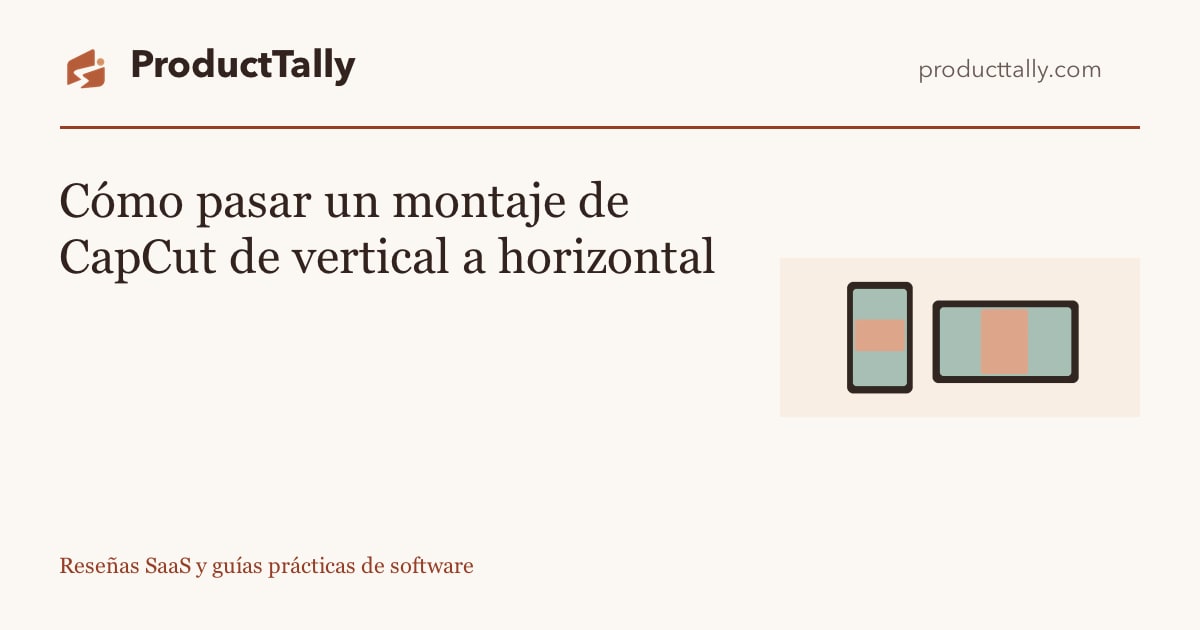 ProductTally
producttally.com
Cómo pasar un montaje de
CapCut de vertical a horizontal
Reseñas SaaS y guías prácticas de software